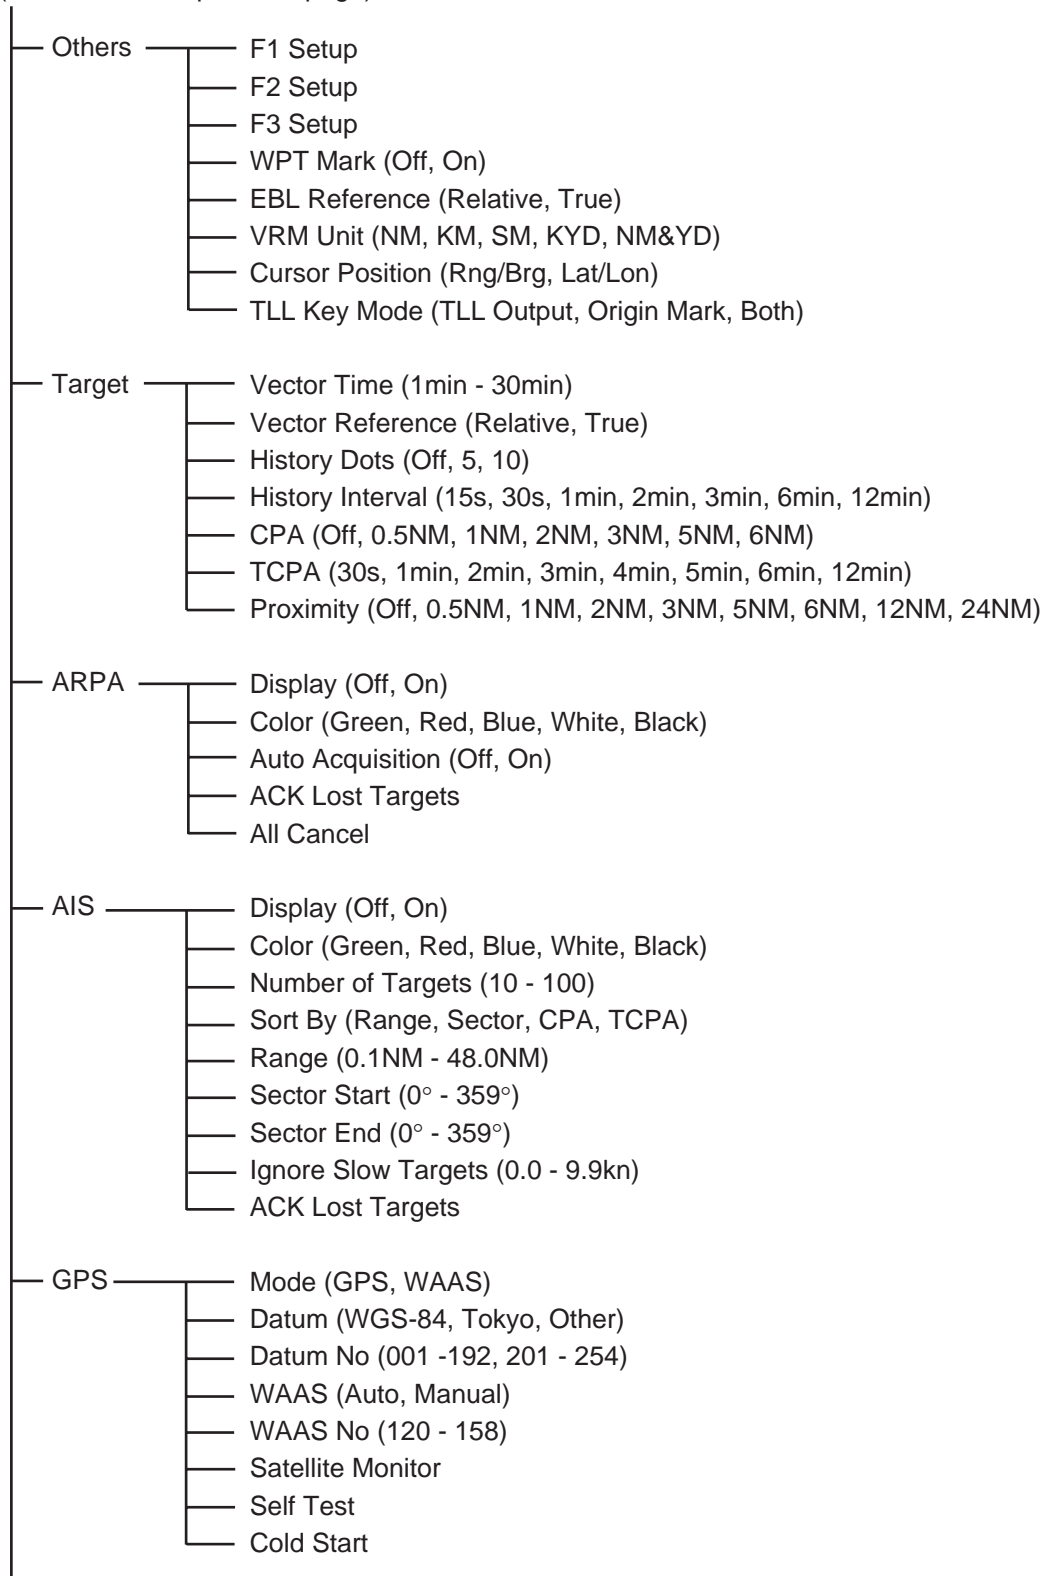 Others F1 Setup
F2 Setup
F3 Setup
WPT Mark (Off, On)
EBL Reference (Relative, True)
VRM Unit (NM, KM, SM, KYD, NM&YD)
Cursor Position (Rng/Brg, Lat/Lon)
TLL Key Mode (TLL Output, Origin Mark, Both)
Target Vector Time (1min - 30min)
Vector Reference (Relative, True)
History Dots (Off, 5, 10)
History Interval (15s, 30s, 1min, 2min, 3min, 6min, 12min)
CPA (Off, 0.5NM, 1NM, 2NM, 3NM, 5NM, 6NM)
TCPA (30s, 1min, 2min, 3min, 4min, 5min, 6min, 12min)
Proximity (Off, 0.5NM, 1NM, 2NM, 3NM, 5NM, 6NM, 12NM, 24NM)
ARPA Display (Off, On)
Color (Green, Red, Blue, White, Black)
Auto Acquisition (Off, On)
ACK Lost Targets
All Cancel
AIS Display (Off, On)
Color (Green, Red, Blue, White, Black)
Number of Targets (10 - 100)
Sort By (Range, Sector, CPA, TCPA)
Range (0.1NM - 48.0NM)
Sector Start (0° - 359°)
Sector End (0° - 359°)
Ignore Slow Targets (0.0 - 9.9kn)
ACK Lost Targets
GPS Mode (GPS, WAAS)
Datum (WGS-84, Tokyo, Other)
Datum No (001 -192, 201 - 254)
WAAS (Auto, Manual)
WAAS No (120 - 158)
Satellite Monitor
Self Test
Cold Start